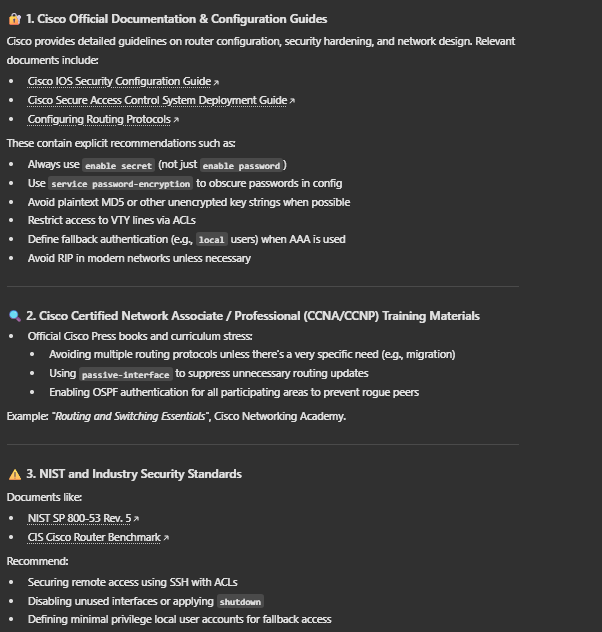 1. Cisco Official Documentation & Configuration Guides
Cisco provides detailed guidelines on router configuration, security hardening, and network design. Relevant
documents include:
Cisco IOS Security Configuration Guide
Cisco Secure Access Control System Deployment Guide
Configuring Routing Protocols
These contain explicit recommendations such as:
Always use enable secret (not just enable password)
Use service password-encryption to obscure passwords in config
Avoid plaintext MD5 or other unencrypted key strings when possible
Restrict access to VTY lines via ACLs
Define fallback authentication (e.g., local users) when AAA is used
Avoid RIP in modern networks unless necessary
2. Cisco Certified Network Associate / Professional (CCNA/CCNP) Training Materials
Official Cisco Press books and curriculum stress:
Avoiding multiple routing protocols unless there's a very specific need (e.g., migration)
Using passive-interface to suppress unnecessary routing updates
Enabling OSPF authentication for all participating areas to prevent rogue peers
Example: "Routing and Switching Essentials", Cisco Networking Academy.
3. NIST and Industry Security Standards
Documents like:
NIST SP 800-53 Rev. 5
CIS Cisco Router Benchmark
Recommend:
Securing remote access using SSH with ACLs
Disabling unused interfaces or applying shutdown
Defining minimal privilege local user accounts for fallback access